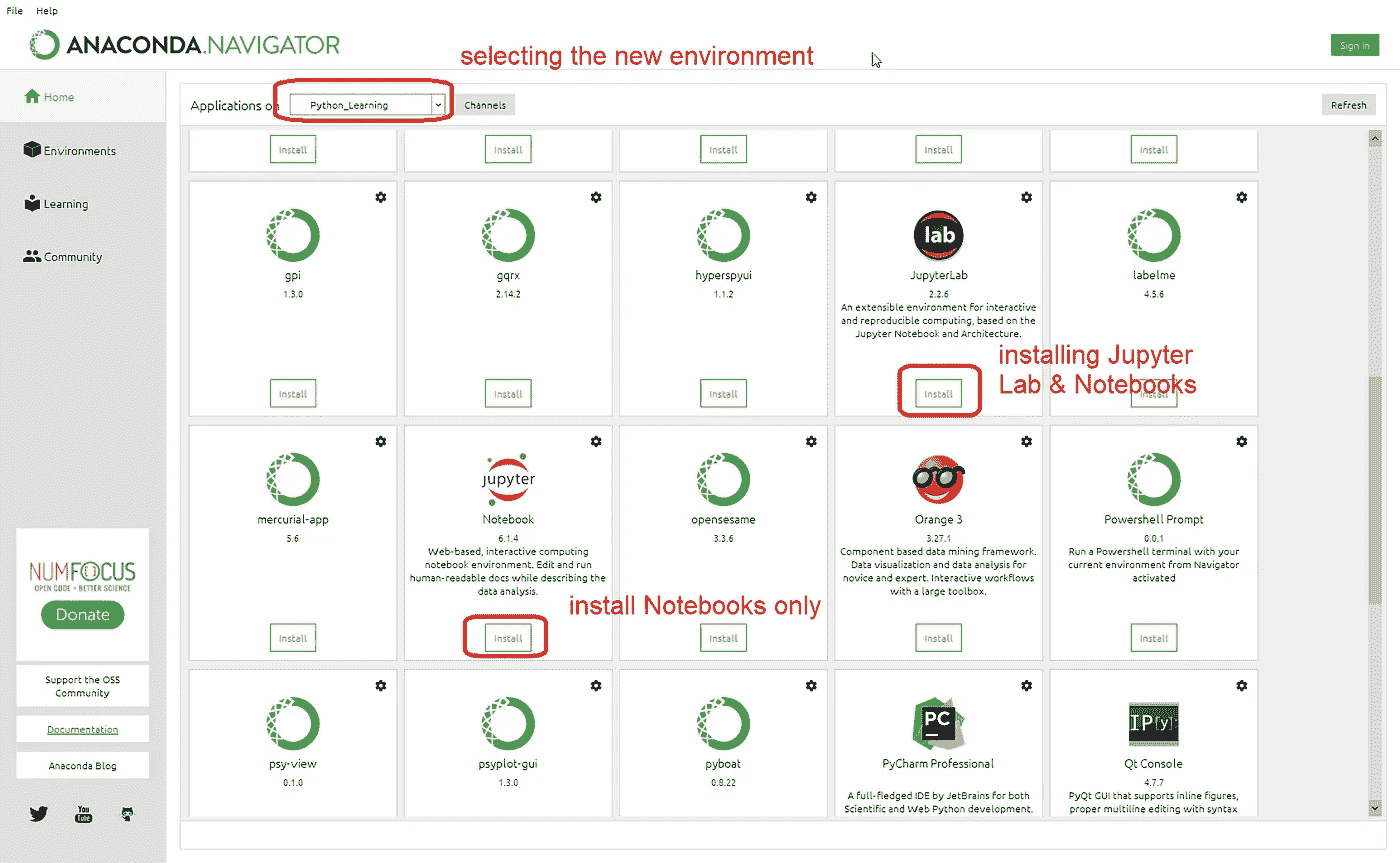 File Help
ANACONDA.NAVIGATOR
selecting the new environment
Sign in
Home
Environments
Learning
Community
Applications on
Python_Learning
Channels
Refresh
Install
Install
Install
Install
Install
gpi
1.3.0
Install
gqrx
2.14.2
Install
hyperspyui
1.1.2
Install
lab
JupyterLab
2.2.6
An extensible environment for interactive
and reproducible computing, based on the
Jupyter Notebook and Architecture.
Install
labelme
4.5.6
Install
installing Jupyter
Lab & Notebooks
mercurial-app
5.6
Install
jupyter
Notebook
6.1.4
Web-based, interactive computing
notebook environment. Edit and run
human-readable docs while describing the
data analysis.
Install
install Notebooks only
opensesame
3.3.6
Install
Orange 3
3.27.1
Component based data mining framework.
Data visualization and data analysis for
novice and expert. Interactive workflows
with a large toolbox.
Install
Powershell Prompt
0.0.1
Run a Powershell terminal with your
current environment from Navigator
activated
Install
psy-view
0.1.0
psyplot-gui
1.3.0
pyboat
0.8.22
PC
PyCharm Professional
A full-fledged IDE by JetBrains for both
Scientific and Web Python development.
IP[y]:
Qt Console
4.7.7
PyQt GUI that supports inline figures,
proper multiline editing with syntax
NUMFOCUS
OPEN CODE = BETTER SCIENCE
Donate
Support the OSS
Community
Documentation
Anaconda Blog
You
Tube